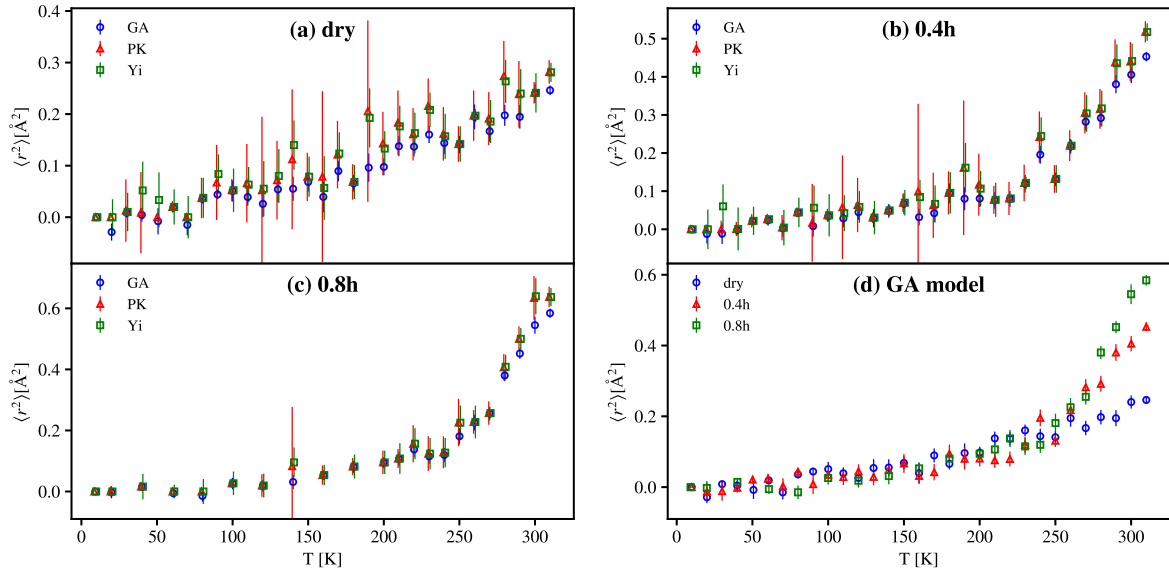 (a) dry
GA
PK
Yi
0.4
0.3
0.2
0.1
0.0
⟨r²⟩[Å²]
(b) 0.4h
GA
PK
Yi
0.5
0.4
0.3
0.2
0.1
0.0
⟨r²⟩[Å²]
(c) 0.8h
GA
PK
Yi
0.6
0.4
0.2
0.0
⟨r²⟩[Å²]
0 50 100 150 200 250 300
T [K]
(d) GA model
dry
0.4h
0.8h
0.6
0.4
0.2
0.0
⟨r²⟩[Å²]
0 50 100 150 200 250 300
T [K]